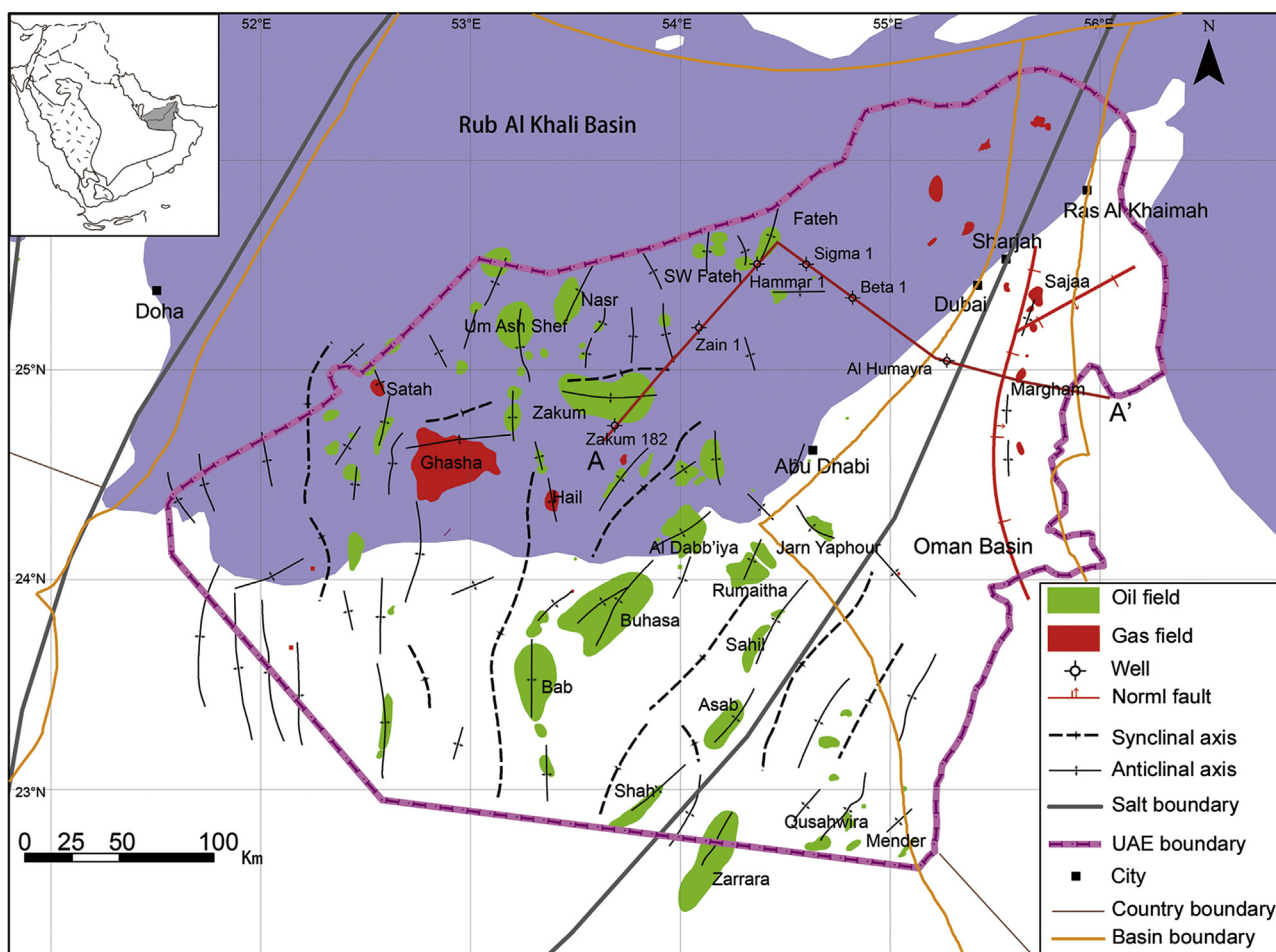 52°E
53°E
54°E
55°E
56°E
N
Rub Al Khali Basin
Fateh
Ras Al Khaimah
Sharjah
SW Fateh
Sigma 1
Hammar 1
Doha
Nasr
Beta 1
Dubai
Sajaa
Um Ash Shef
Zain 1
25°N
Al Humayra
Satah
Margham
Zakum
A'
Zakum 182
A
Ghasha
Abu Dhabi
Hail
Al Dabb'iya
Jarn Yaphour
Oman Basin
24°N
Rumaitha
Buhasa
Sahil
Bab
Asab
23°N
Shah
Qusahwira
Mender
Zarrara
0 25 50 100
Km
Oil field
Gas field
Well
Norml fault
Synclinal axis
Anticlinal axis
Salt boundary
UAE boundary
City
Country boundary
Basin boundary